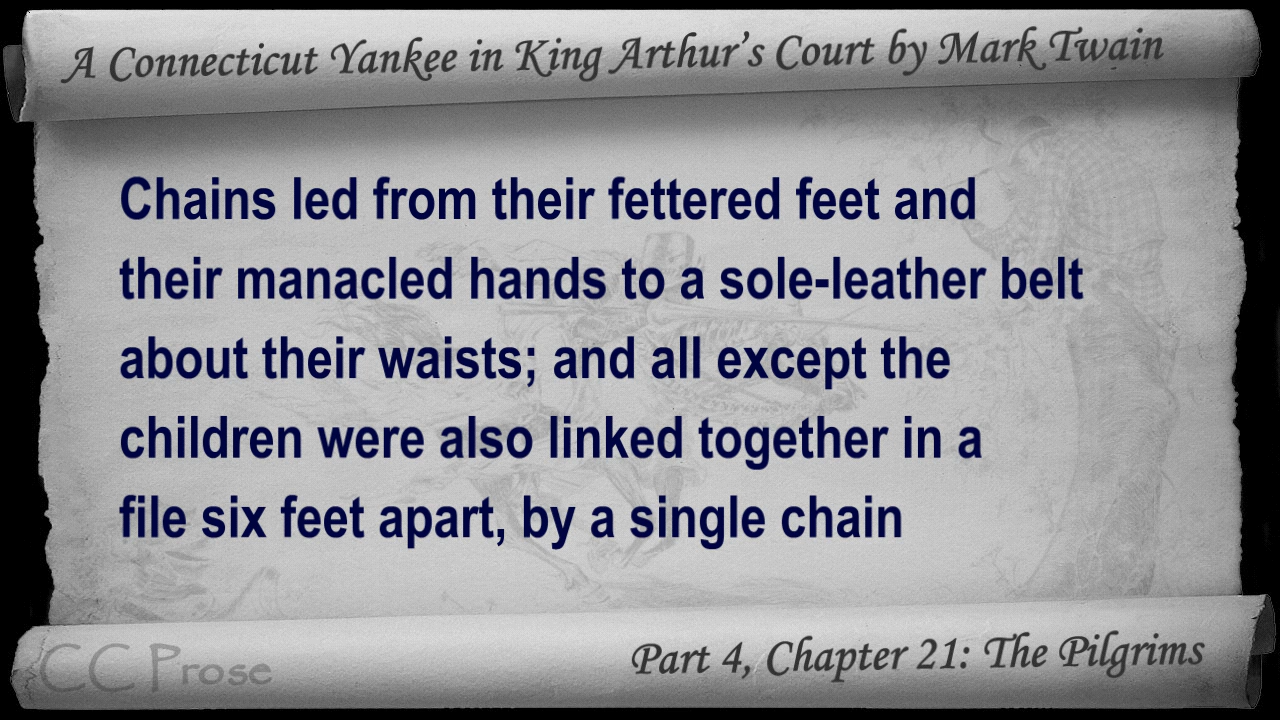 A Connecticut Yankee in King Arthur's Court by Mark Twain
Chains led from their fettered feet and
their manacled hands to a sole-leather belt
about their waists; and all except the
children were also linked together in a
file six feet apart, by a single chain
CC Prose
Part 4, Chapter 21: The Pilgrims